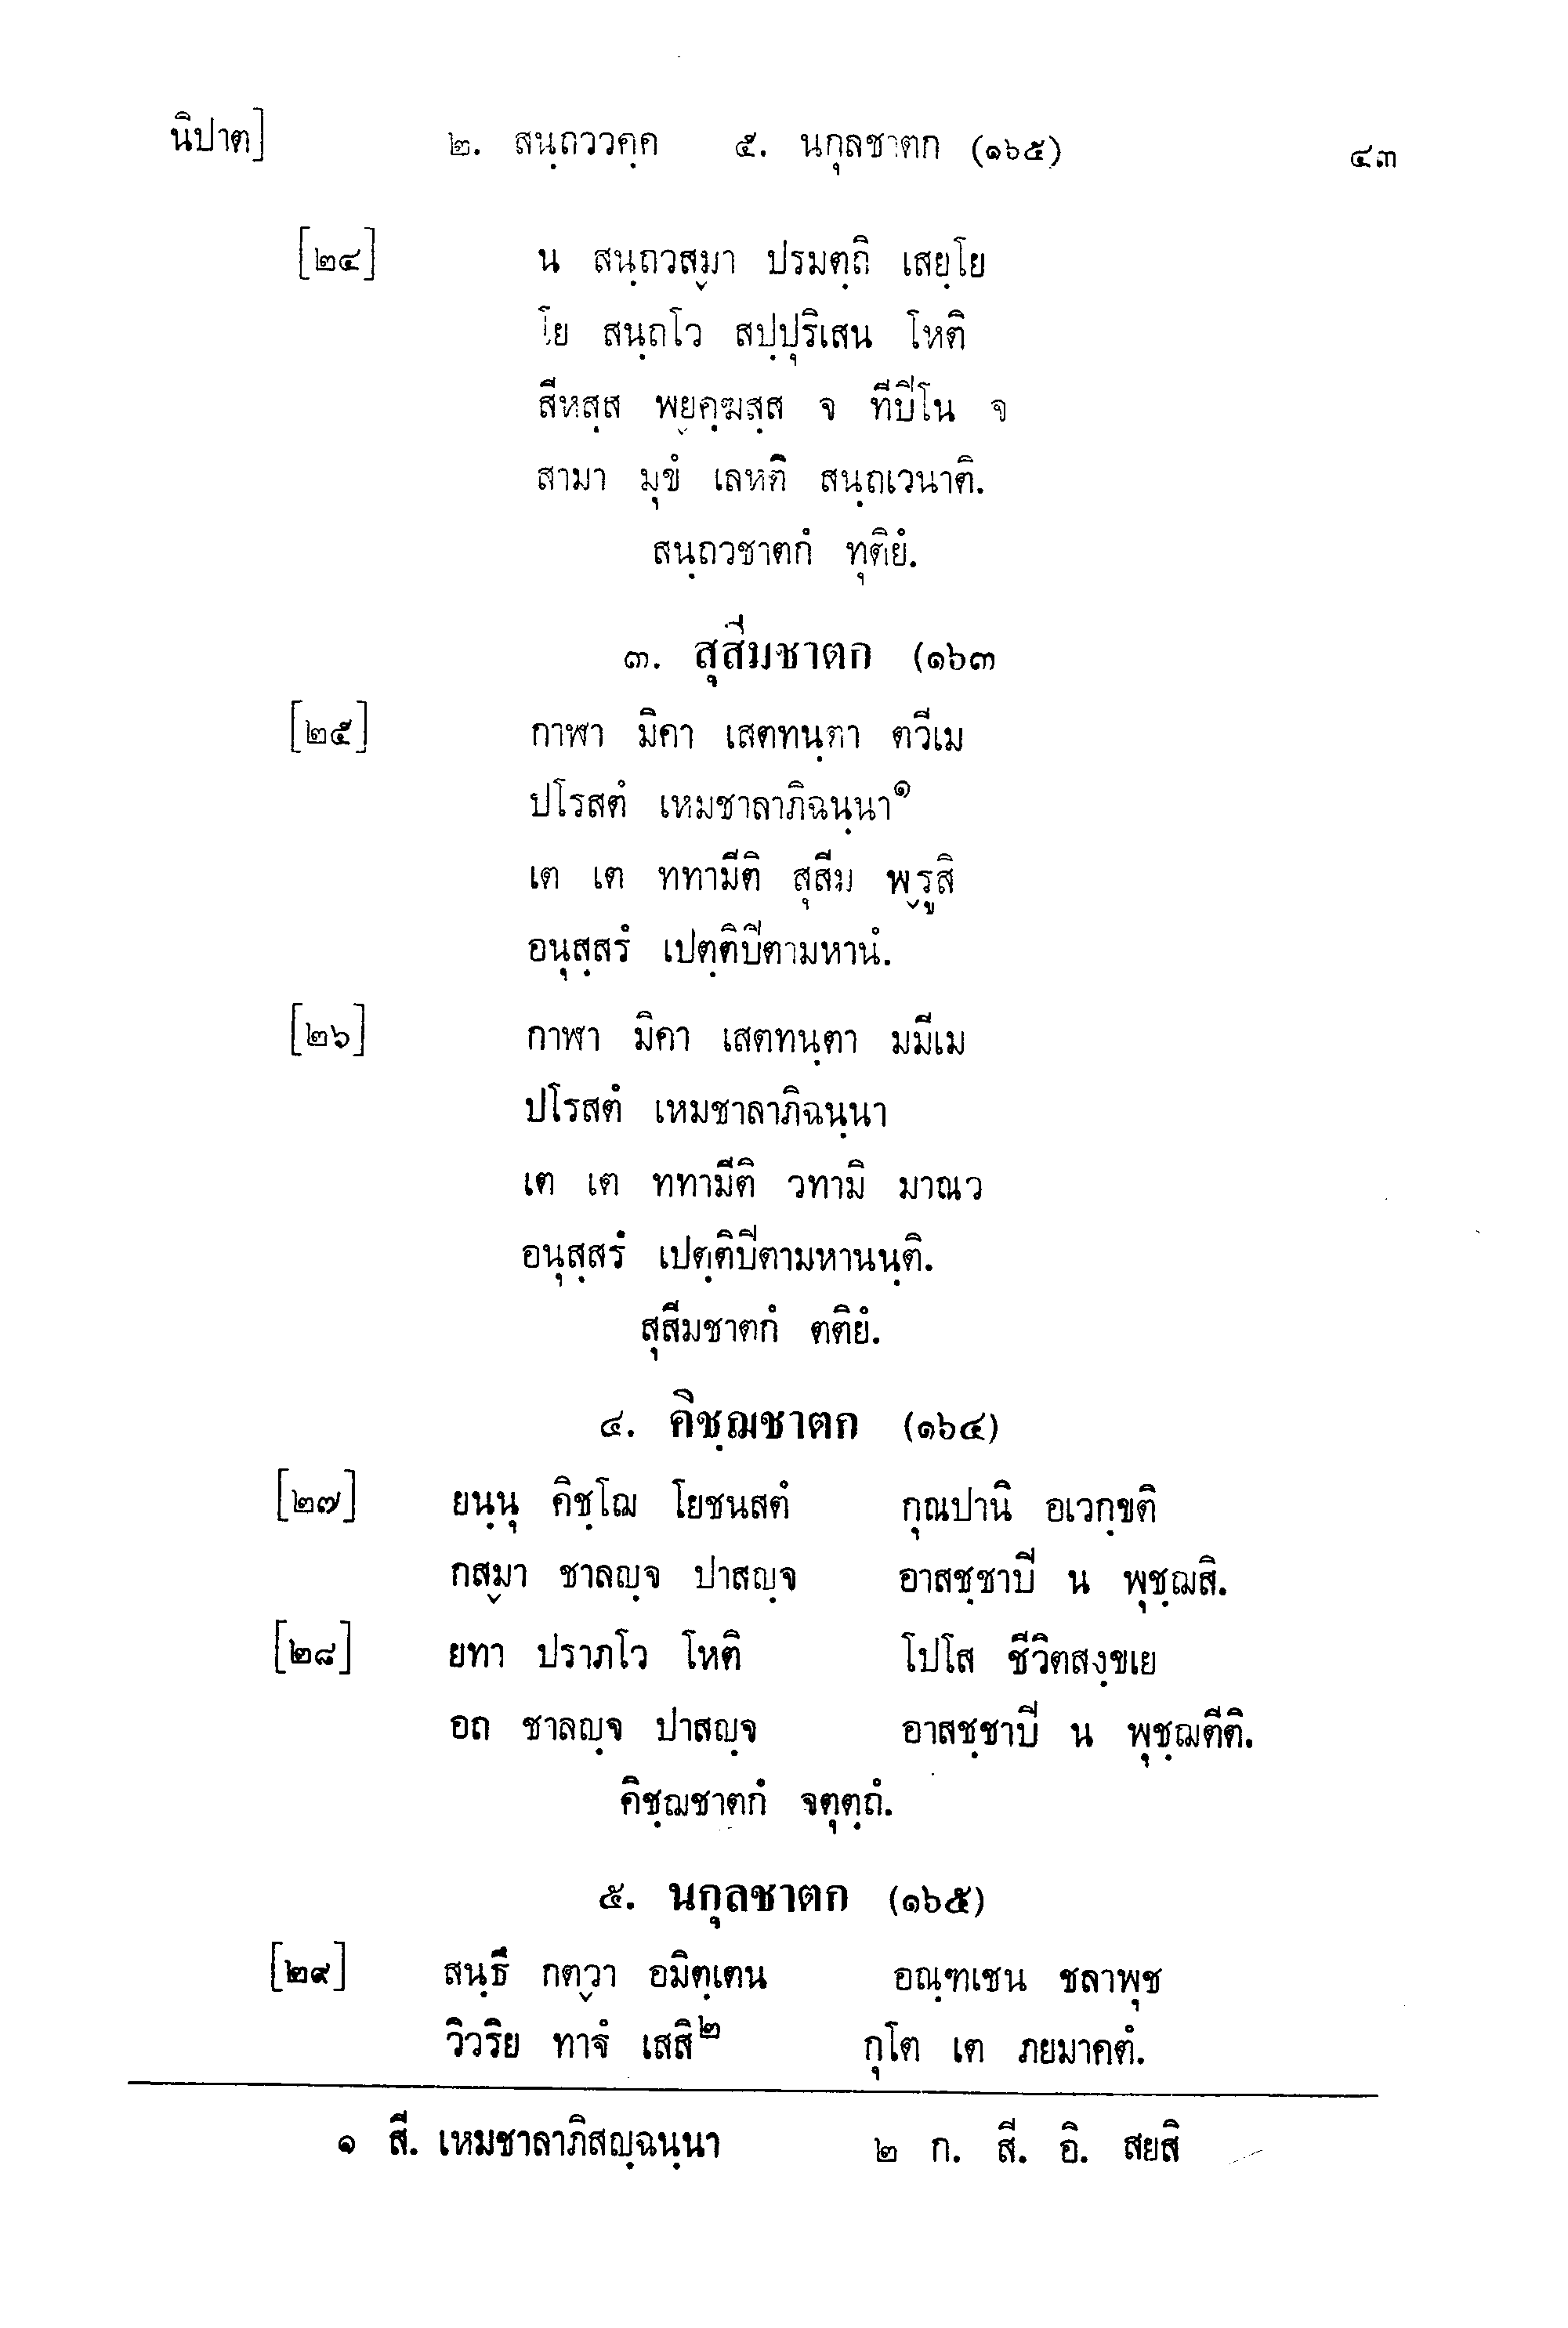 นิปาต] ๒. สนฺถววคฺค ๕. นกุลชาตก (๑๖๕) ๔๓
[๒๔] น สนฺถวสฺมา ปรมตฺถิ เสยฺโย
โย สนฺถโว สปฺปุริเสน โหติ
สีหสฺส พฺยคฺฆสฺส จ ทีปิโน จ
สามา มุขํ เลหติ สนฺถเวนาติ.
สนฺถวชาตกํ ทุติยํ.
๓. สุสีมชาตก (๑๖๓
[๒๕] กาฬา มิคา เสตทนฺตา ตวีเม
ปโรสตํ เหมชาลาภิฉนฺนา๑
เต เต ททามีติ สุสีม พฺรูสิ
อนุสฺสรํ เปตฺติปีตามหานํ.
[๒๖] กาฬา มิคา เสตทนฺตา มมีเม
ปโรสตํ เหมชาลาภิฉนฺนา
เต เต ททามีติ วทามิ มาณว
อนุสฺสรํ เปตฺติปีตามหานนฺติ.
สุสีมชาตกํ ตติยํ.
๔. คิชฺฌชาตก (๑๖๔)
[๒๗] ยนฺนุ คิชฺโฌ โยชนสตํ กุณปานิ อเวกฺขติ
กสฺมา ชาลญฺจ ปาสญฺจ อาสชฺชาปิ น พุชฺฌสิ.
[๒๘] ยทา ปราภโว โหติ โปโส ชีวิตสงฺขเย
อถ ชาลญฺจ ปาสญฺจ อาสชฺชาปิ น พุชฺฌตีติ.
คิชฺฌชาตกํ จตุตฺถํ.
๕. นกุลชาตก (๑๖๕)
[๒๙] สนฺธึ กตฺวา อมิตฺเตน อณฺฑเชน ชลาพุช
วิวริย ทาฐํ เสสิ๒ กุโต เต ภยมาคตํ.
๑ สี. เหมชาลาภิสญฺฉนฺนา ๒ ก. สี. อิ. สยสิ